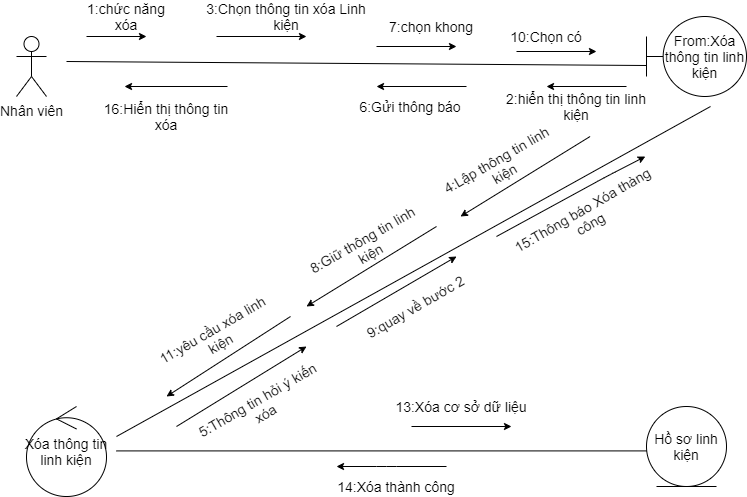 1:chức năng
xóa
3:Chọn thông tin xóa Linh
kiện
7:chọn khong
10:Chọn có
From:Xóa
thông tin linh
kiện
Nhân viên
16:Hiển thị thông tin
xóa
6:Gửi thông báo
2:hiển thị thông tin linh
kiện
4:Lập thông tin linh
kiện
15:Thông báo Xóa thàng
công
8:Giữ thông tin linh
kiện
9:quay về bước 2
11:yêu cầu xóa linh
kiện
5:Thông tin hỏi ý kiến
xóa
13:Xóa cơ sở dữ liệu
Xóa thông tin
linh kiện
Hồ sơ linh
kiện
14:Xóa thành công